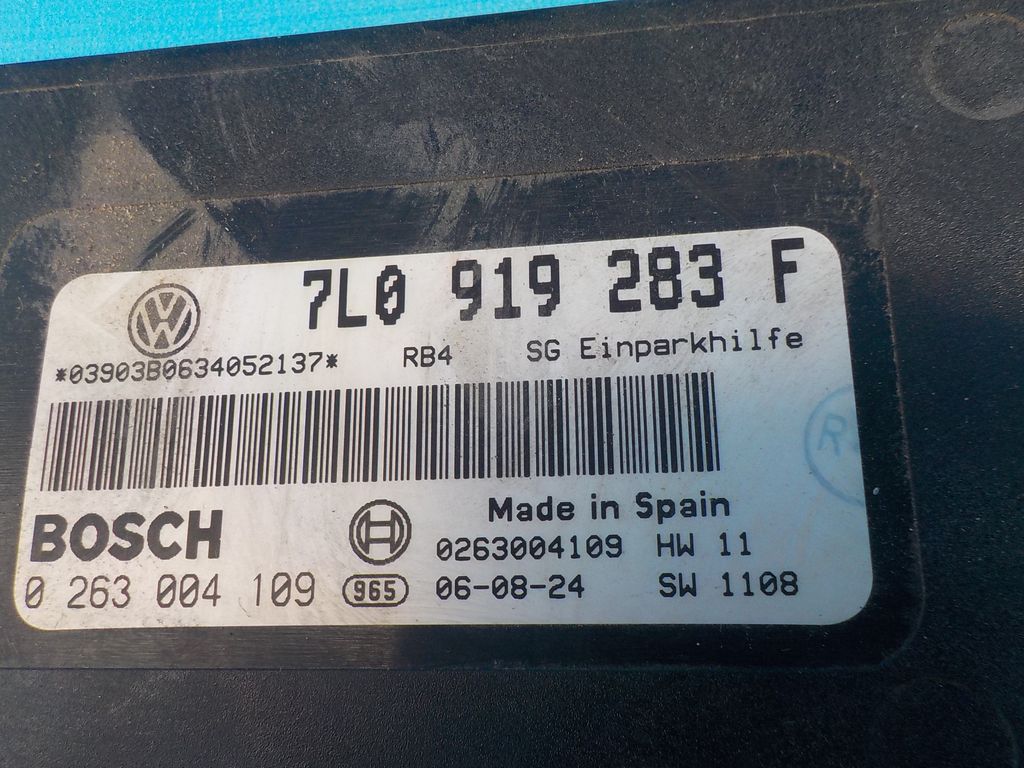 7L0 919 283 F
*03903B0634052137* RB4 SG Einparkhilfe
BOSCH
Made in Spain
0263004109 HW 11
0 263 004 109 965 06-08-24 SW 1108